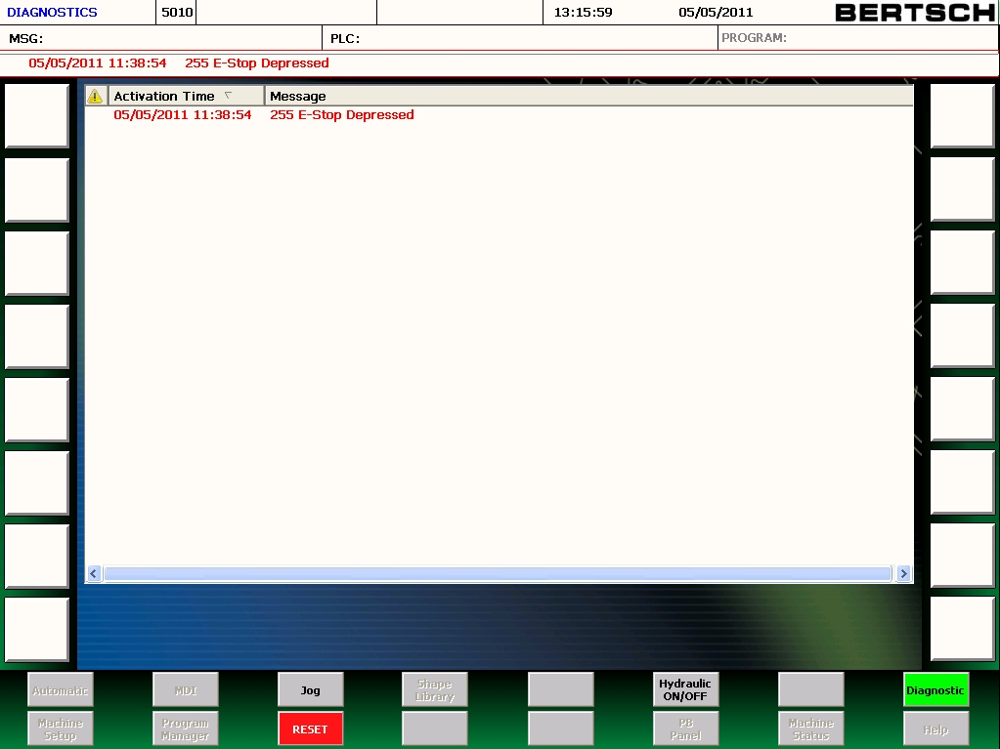 DIAGNOSTICS 5010 13:15:59 05/05/2011 BERTSCH
MSG: PLC: PROGRAM:
05/05/2011 11:38:54 255 E-Stop Depressed
Activation Time Message
05/05/2011 11:38:54 255 E-Stop Depressed
Automatic
MDI
Jog
Shape
Library
Hydraulic
ON/OFF
Diagnostic
Machine
Setup
Program
Manager
RESET
PB
Panel
Machine
Status
Help